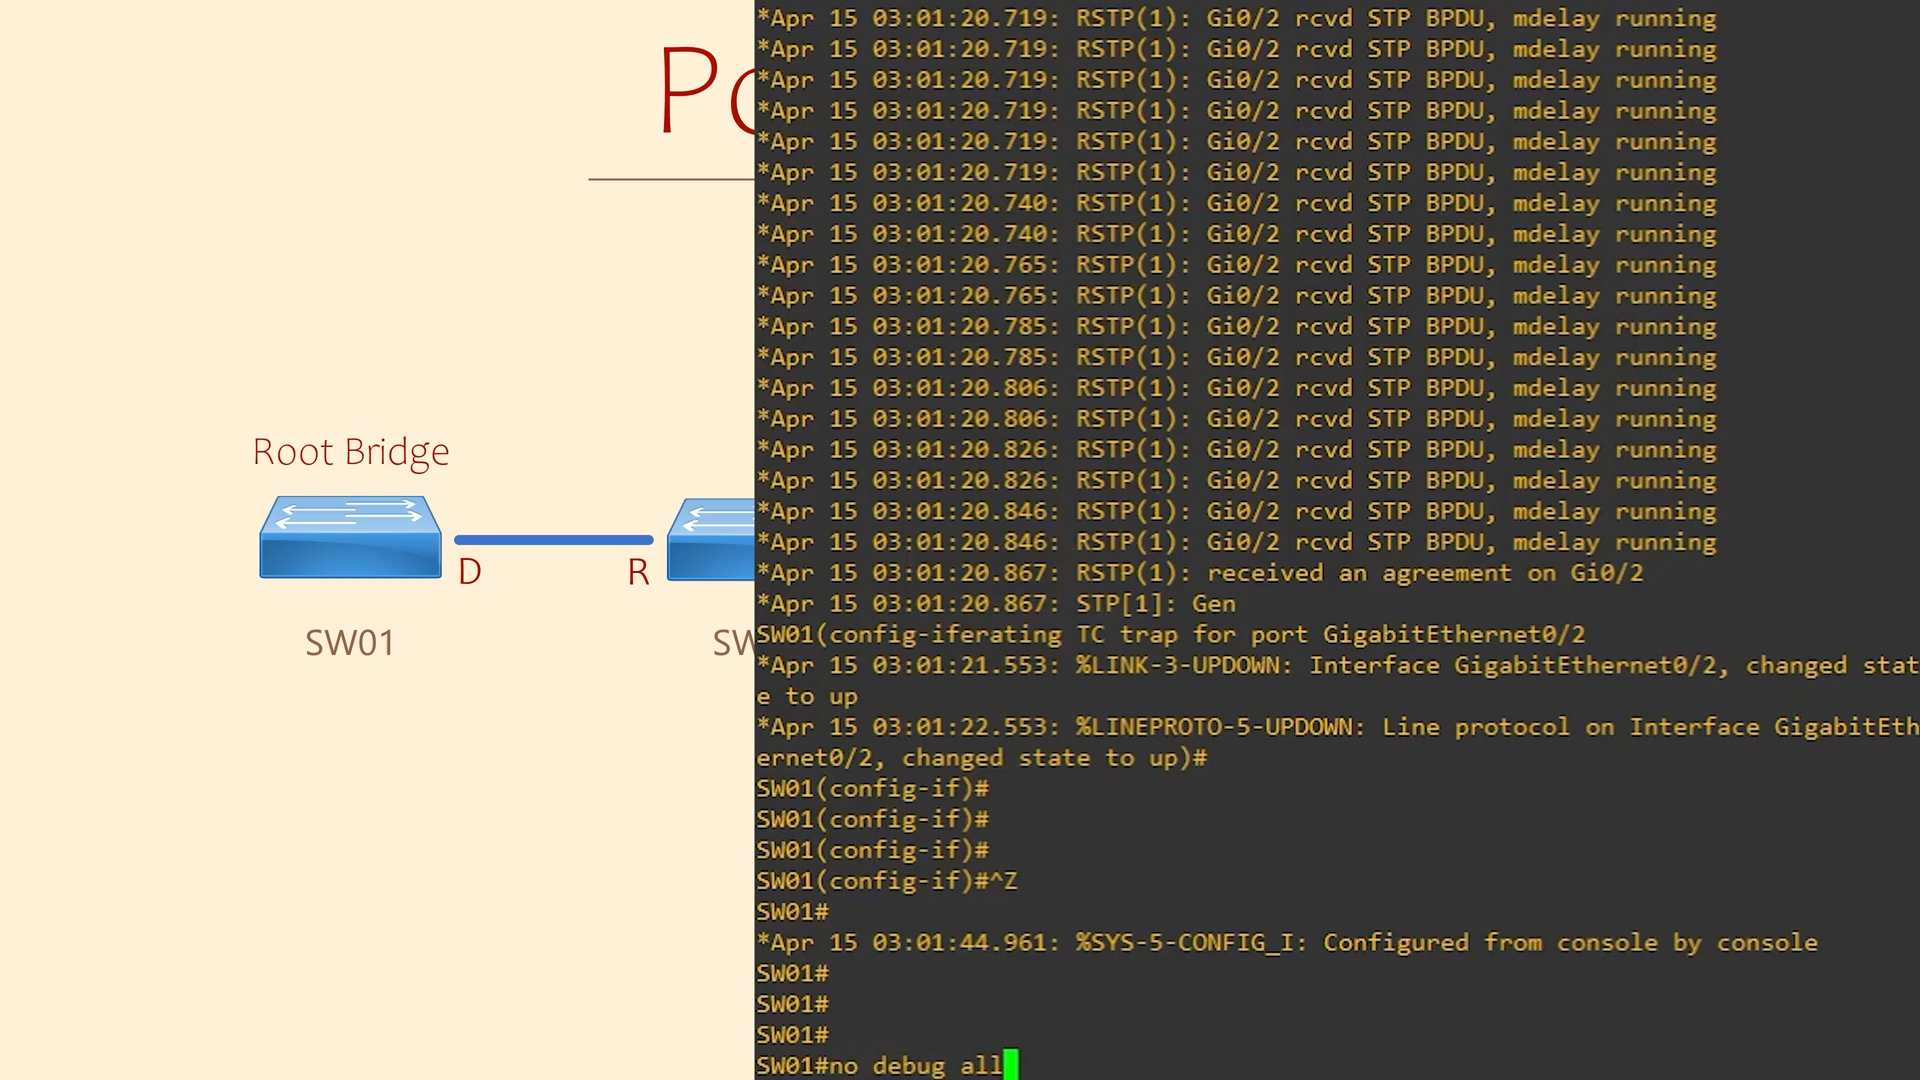 Po
Root Bridge
D
R
SW01
SW
*Apr 15 03:01:20.719: RSTP(1): Gi0/2 rcvd STP BPDU, mdelay running
*Apr 15 03:01:20.719: RSTP(1): Gi0/2 rcvd STP BPDU, mdelay running
*Apr 15 03:01:20.719: RSTP(1): Gi0/2 rcvd STP BPDU, mdelay running
*Apr 15 03:01:20.719: RSTP(1): Gi0/2 rcvd STP BPDU, mdelay running
*Apr 15 03:01:20.719: RSTP(1): Gi0/2 rcvd STP BPDU, mdelay running
*Apr 15 03:01:20.719: RSTP(1): Gi0/2 rcvd STP BPDU, mdelay running
*Apr 15 03:01:20.740: RSTP(1): Gi0/2 rcvd STP BPDU, mdelay running
*Apr 15 03:01:20.740: RSTP(1): Gi0/2 rcvd STP BPDU, mdelay running
*Apr 15 03:01:20.765: RSTP(1): Gi0/2 rcvd STP BPDU, mdelay running
*Apr 15 03:01:20.765: RSTP(1): Gi0/2 rcvd STP BPDU, mdelay running
*Apr 15 03:01:20.785: RSTP(1): Gi0/2 rcvd STP BPDU, mdelay running
*Apr 15 03:01:20.785: RSTP(1): Gi0/2 rcvd STP BPDU, mdelay running
*Apr 15 03:01:20.806: RSTP(1): Gi0/2 rcvd STP BPDU, mdelay running
*Apr 15 03:01:20.806: RSTP(1): Gi0/2 rcvd STP BPDU, mdelay running
*Apr 15 03:01:20.826: RSTP(1): Gi0/2 rcvd STP BPDU, mdelay running
*Apr 15 03:01:20.826: RSTP(1): Gi0/2 rcvd STP BPDU, mdelay running
*Apr 15 03:01:20.846: RSTP(1): Gi0/2 rcvd STP BPDU, mdelay running
*Apr 15 03:01:20.846: RSTP(1): Gi0/2 rcvd STP BPDU, mdelay running
*Apr 15 03:01:20.867: RSTP(1): received an agreement on Gi0/2
*Apr 15 03:01:20.867: STP[1]: Gen
SW01(config-iferating TC trap for port GigabitEthernet0/2
*Apr 15 03:01:21.553: %LINK-3-UPDOWN: Interface GigabitEthernet0/2, changed stat
e to up
*Apr 15 03:01:22.553: %LINEPROTO-5-UPDOWN: Line protocol on Interface GigabitEth
ernet0/2, changed state to up)#
SW01(config-if)#
SW01(config-if)#
SW01(config-if)#
SW01(config-if)#^Z
SW01#
*Apr 15 03:01:44.961: %SYS-5-CONFIG_I: Configured from console by console
SW01#
SW01#
SW01#
SW01#no debug all